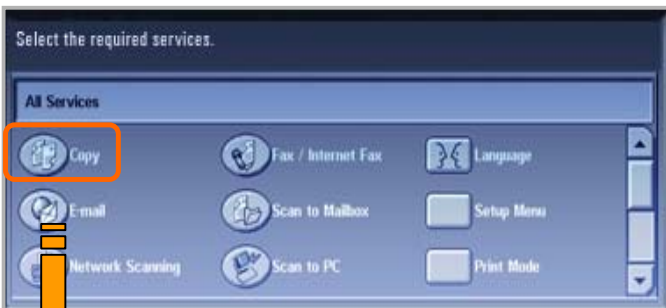 Select the required services.
All Services
Copy
Fax / Internet Fax
Language
E-mail
Scan to Mailbox
Setup Menu
Network Scanning
Scan to PC
Print Mode